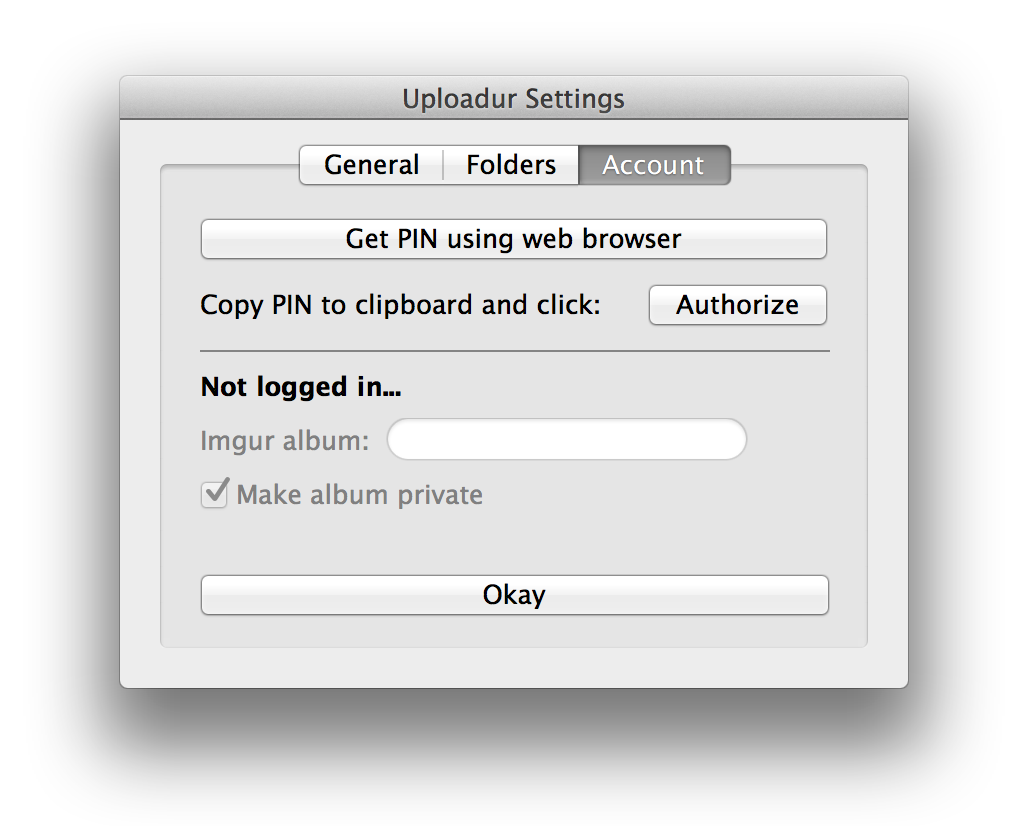 Uploadur Settings
General Folders Account
Get PIN using web browser
Copy PIN to clipboard and click: Authorize
Not logged in...
Imgur album:
Make album private
Okay